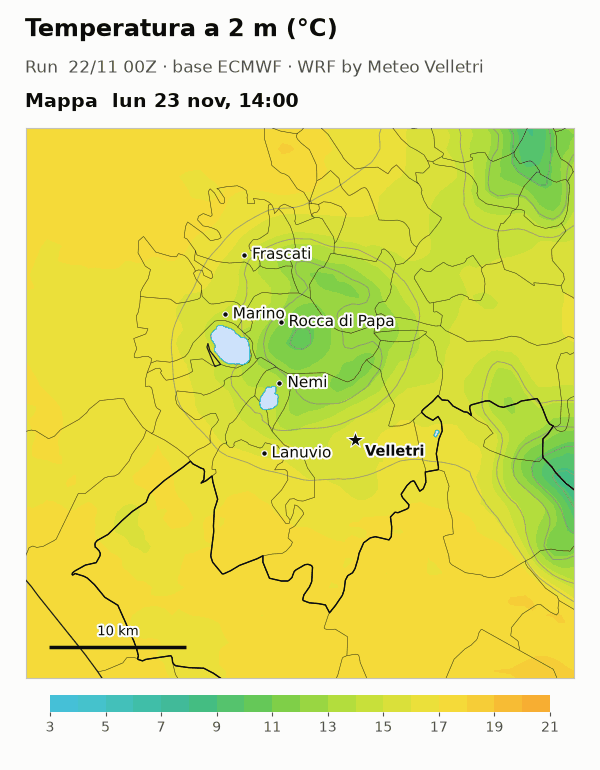 Temperatura a 2 m (°C)
Run  22/11 00Z · base ECMWF · WRF by Meteo Velletri
Mappa  lun 23 nov, 14:00
Frascati
Marino
Rocca di Papa
Nemi
Velletri
Lanuvio
10 km
3 5 7 9 11 13 15 17 19 21